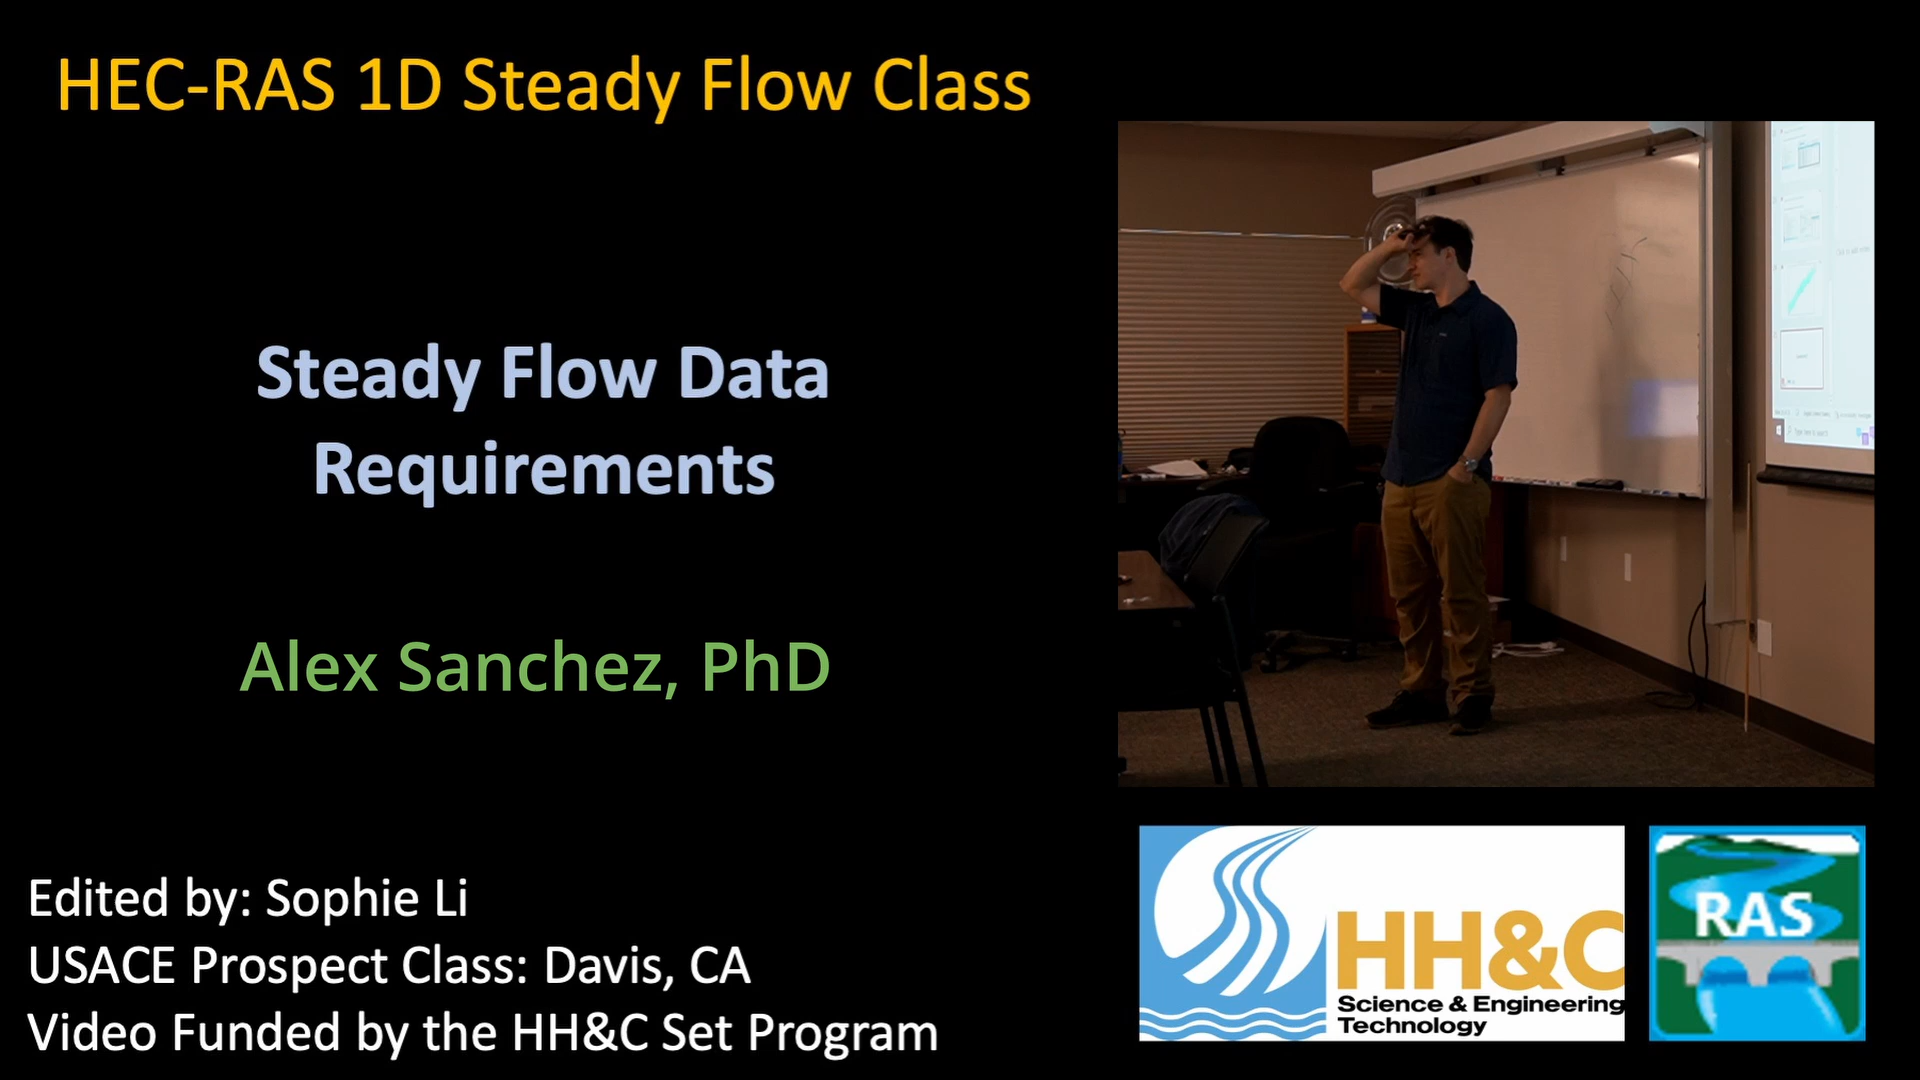 HEC-RAS 1D Steady Flow Class
Steady Flow Data
Requirements
Alex Sanchez, PhD
Edited by: Sophie Li
USACE Prospect Class: Davis, CA
Video Funded by the HH&C Set Program
HH&C
Science & Engineering
Technology
RAS